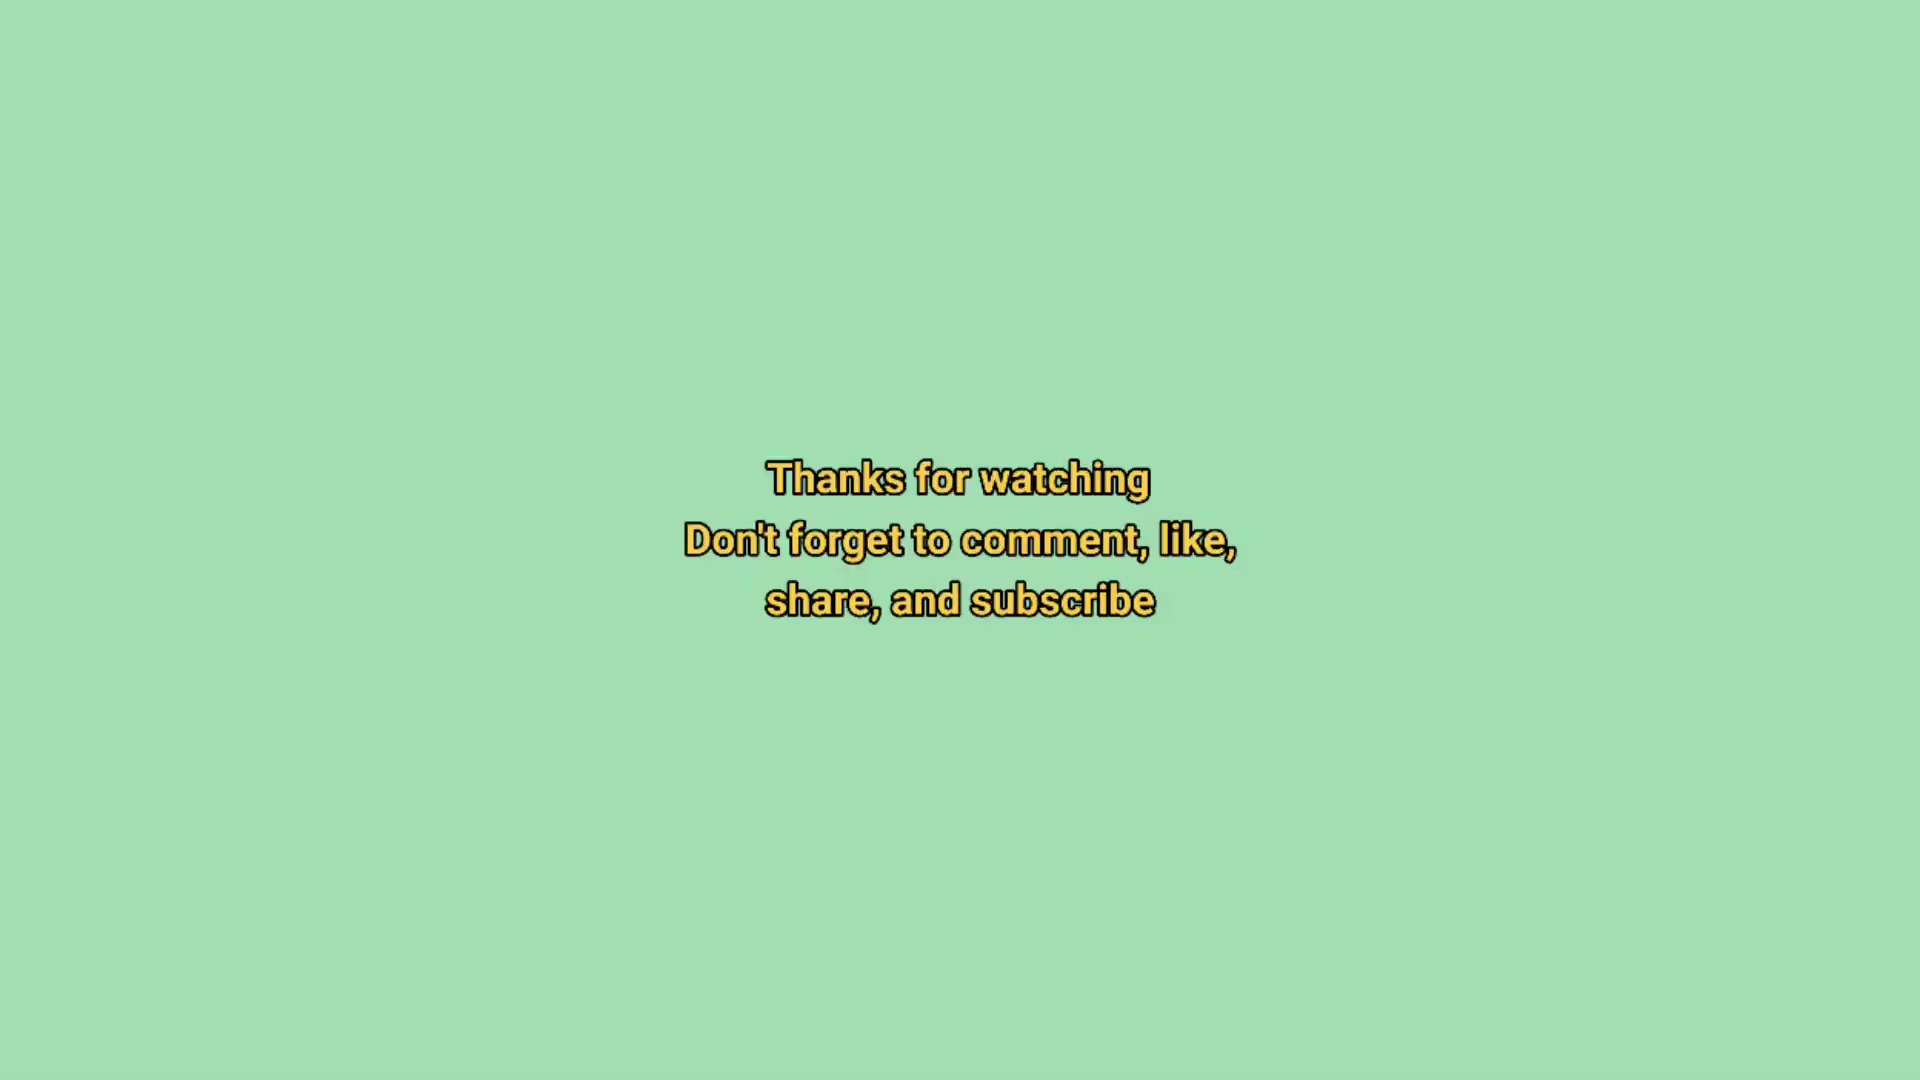 Thanks for watching
Don't forget to comment, like,
share, and subscribe